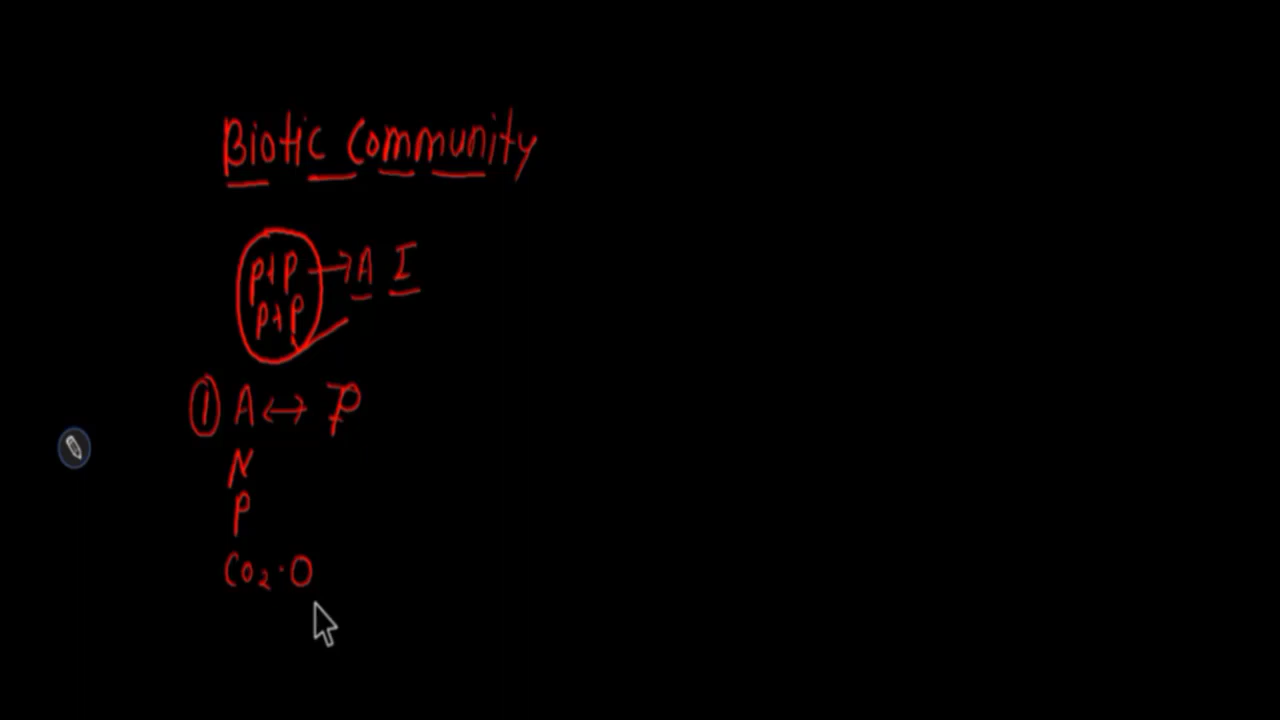 Biotic Community
P+P → A I
P+P
① A ↔ P
N
P
Co₂·O